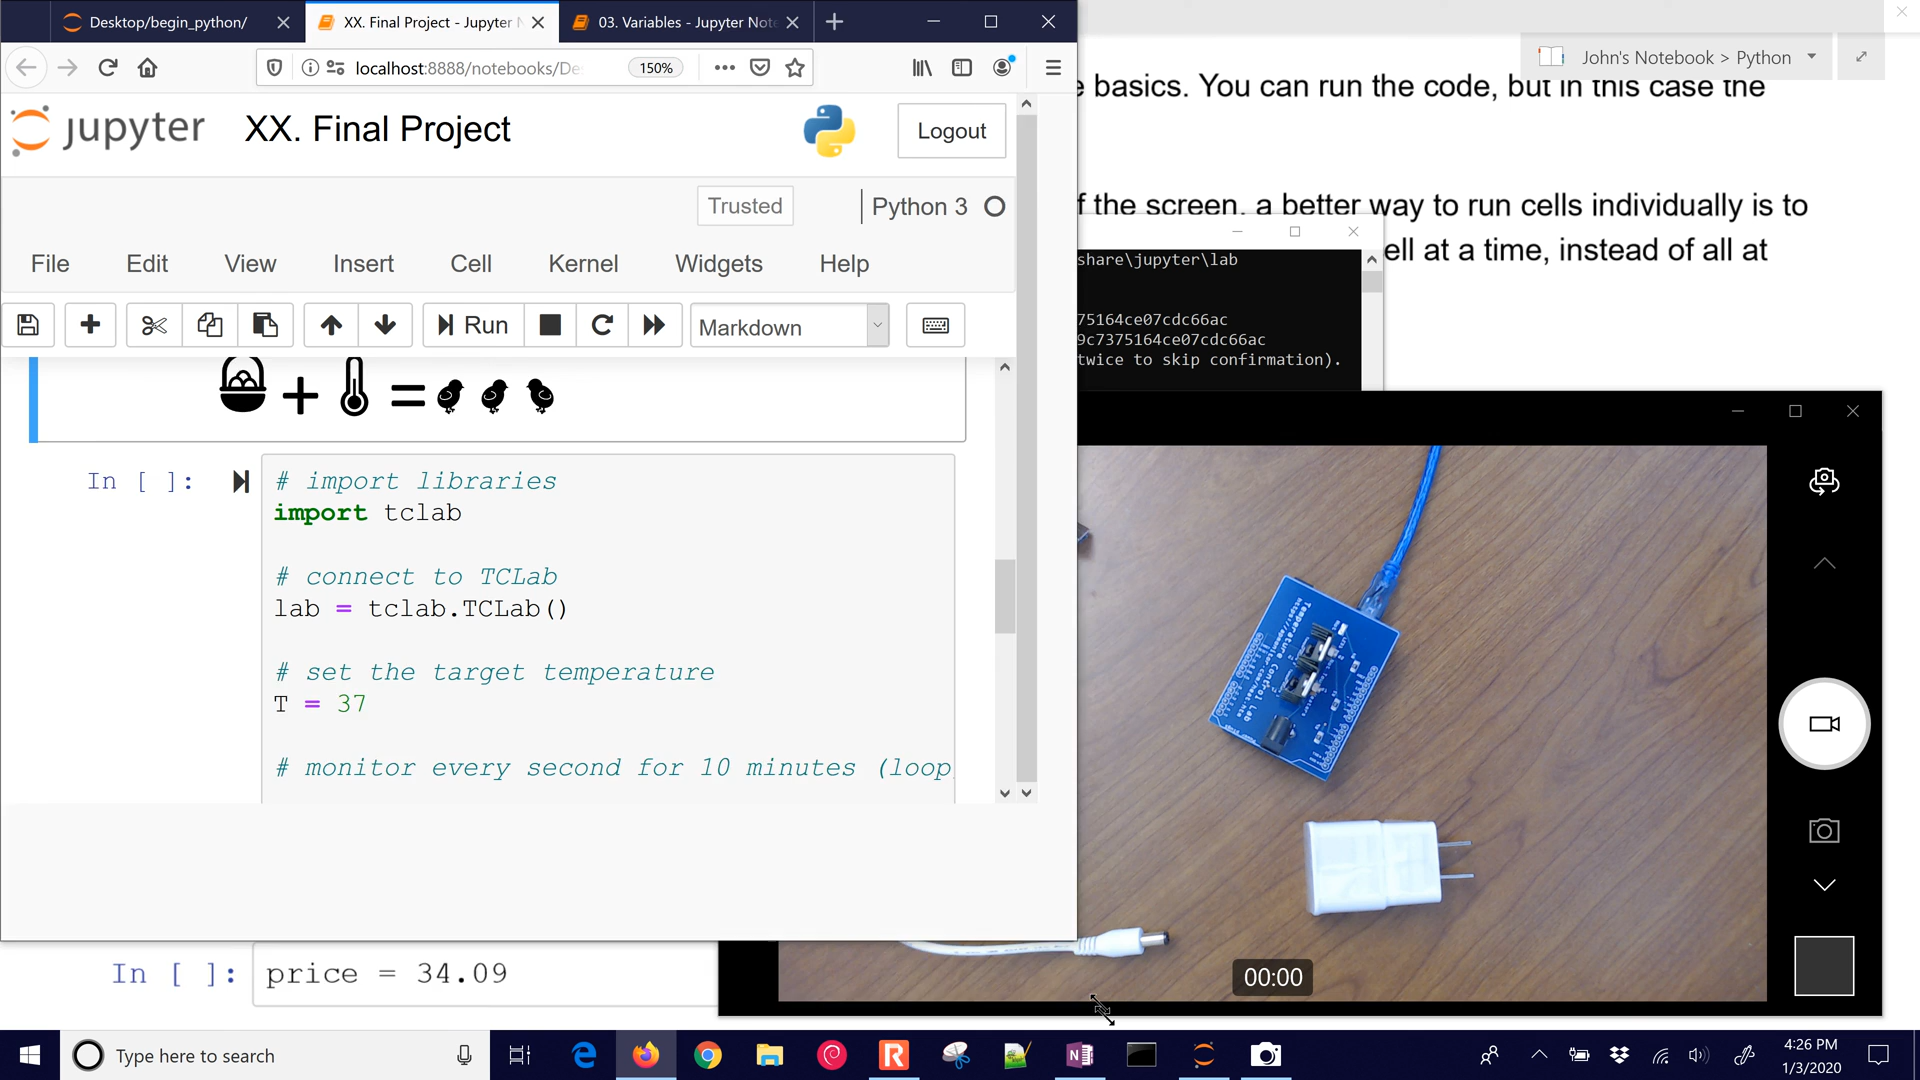 Desktop/begin_python/
XX. Final Project - Jupyter N
03. Variables - Jupyter Note
localhost:8888/notebooks/De
150%
John's Notebook > Python
e basics. You can run the code, but in this case the
jupyter
XX. Final Project
Logout
Trusted
Python 3
f the screen, a better way to run cells individually is to
ell at a time, instead of all at
File Edit View Insert Cell Kernel Widgets Help
share\jupyter\lab
Run
Markdown
75164ce07cdc66ac
9c7375164ce07cdc66ac
twice to skip confirmation).
In [ ]:
# import libraries
import tclab
# connect to TCLab
lab = tclab.TCLab()
# set the target temperature
T = 37
# monitor every second for 10 minutes (loop
Temperature Control Lab
00:00
In [ ]: price = 34.09
Type here to search
4:26 PM
1/3/2020